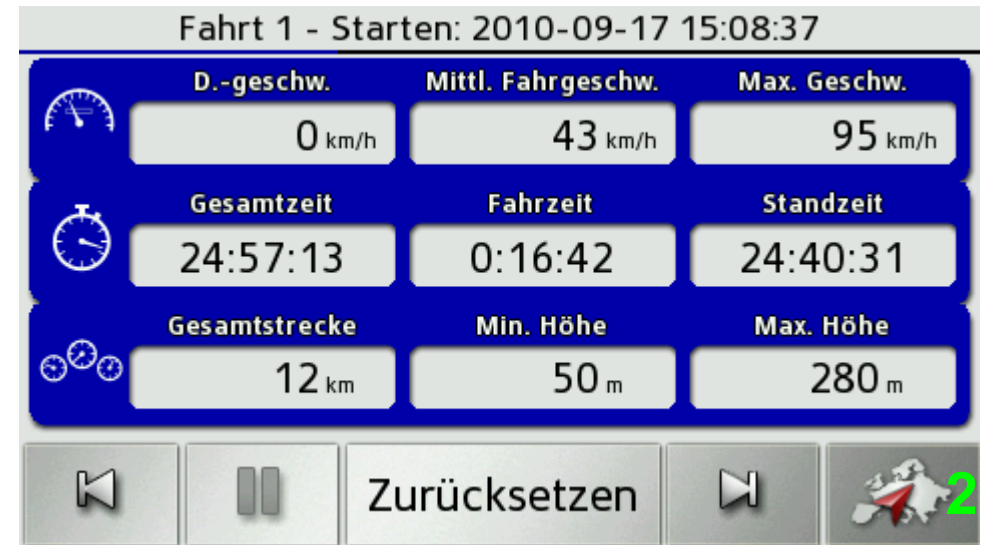 Fahrt 1 - Starten: 2010-09-17 15:08:37
D.-geschw. Mittl. Fahrgeschw. Max. Geschw.
0 km/h 43 km/h 95 km/h
Gesamtzeit Fahrzeit Standzeit
24:57:13 0:16:42 24:40:31
Gesamtstrecke Min. Höhe Max. Höhe
12 km 50 m 280 m
Zurücksetzen 2